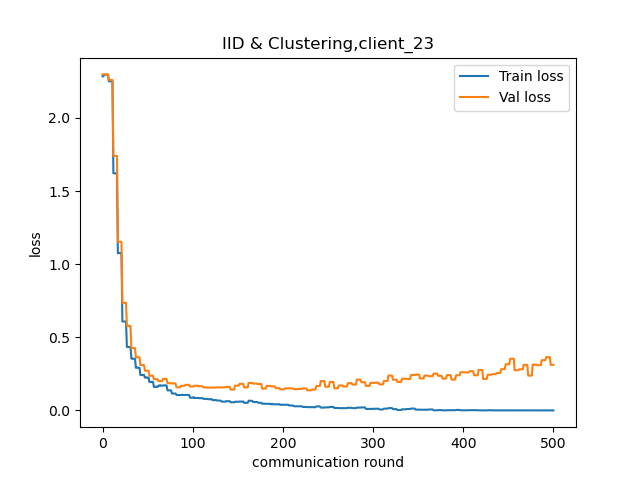 IID & Clustering,client_23
Train loss
Val loss
2.0
1.5
1.0
0.5
0.0
loss
0 100 200 300 400 500
communication round